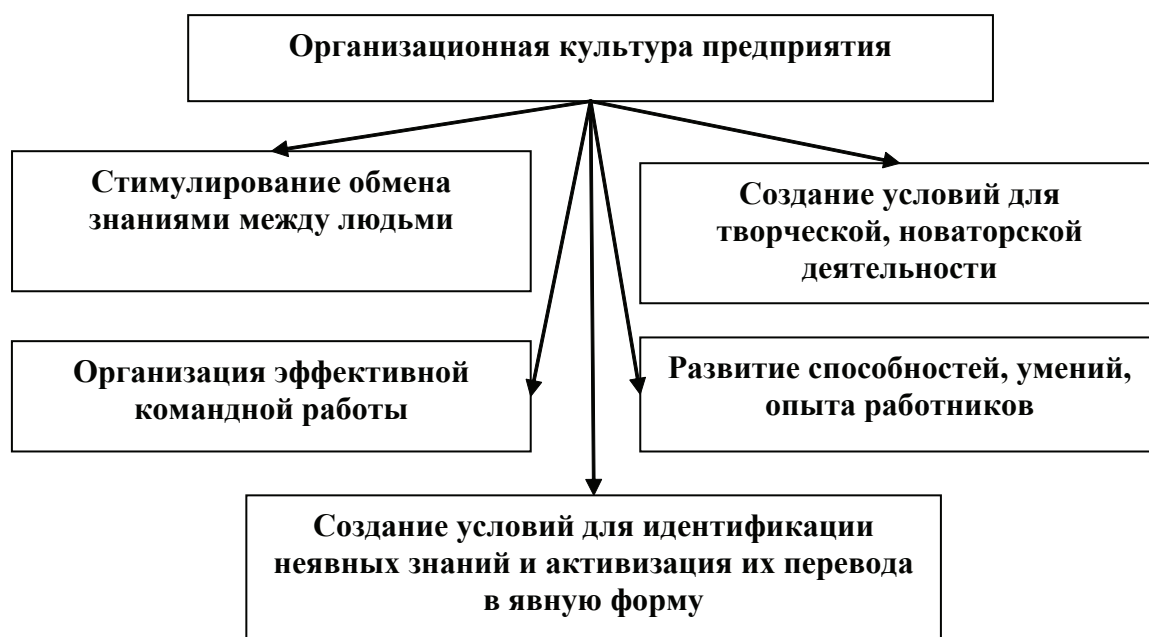 Организационная культура предприятия
Стимулирование обмена
знаниями между людьми
Создание условий для
творческой, новаторской
деятельности
Организация эффективной
командной работы
Развитие способностей, умений,
опыта работников
Создание условий для идентификации
неявных знаний и активизация их перевода
в явную форму